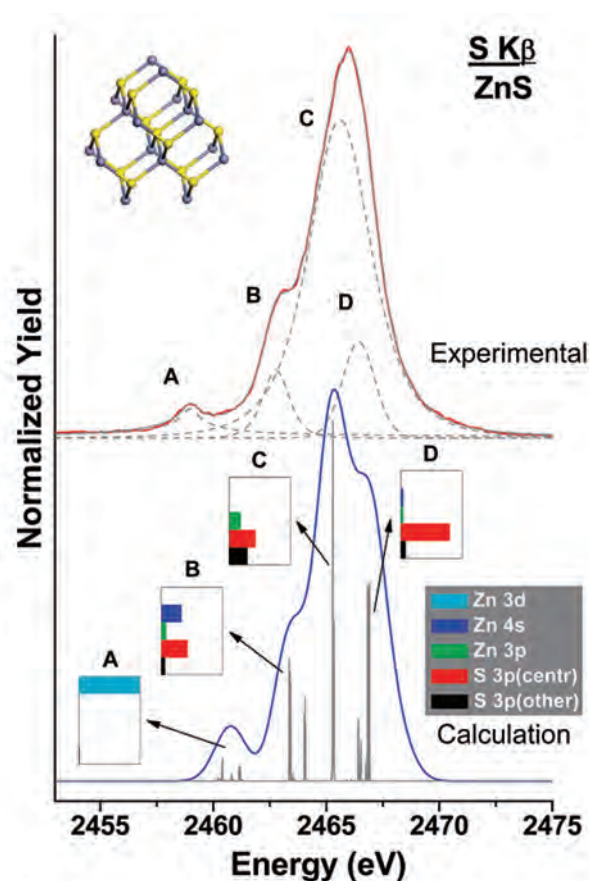 S Kβ
ZnS
C
B
D
A
Experimental
C
D
B
A
Zn 3d
Zn 4s
Zn 3p
S 3p(centr)
S 3p(other)
Calculation
Normalized Yield
2455 2460 2465 2470 2475
Energy (eV)